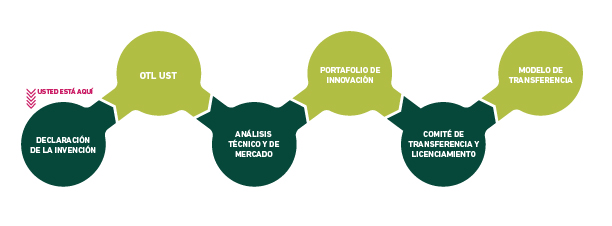 USTED ESTÁ AQUÍ
DECLARACIÓN
DE LA INVENCIÓN
OTL UST
ANÁLISIS
TÉCNICO Y DE
MERCADO
PORTAFOLIO DE
INNOVACIÓN
COMITÉ DE
TRANSFERENCIA Y
LICENCIAMIENTO
MODELO DE
TRANSFERENCIA